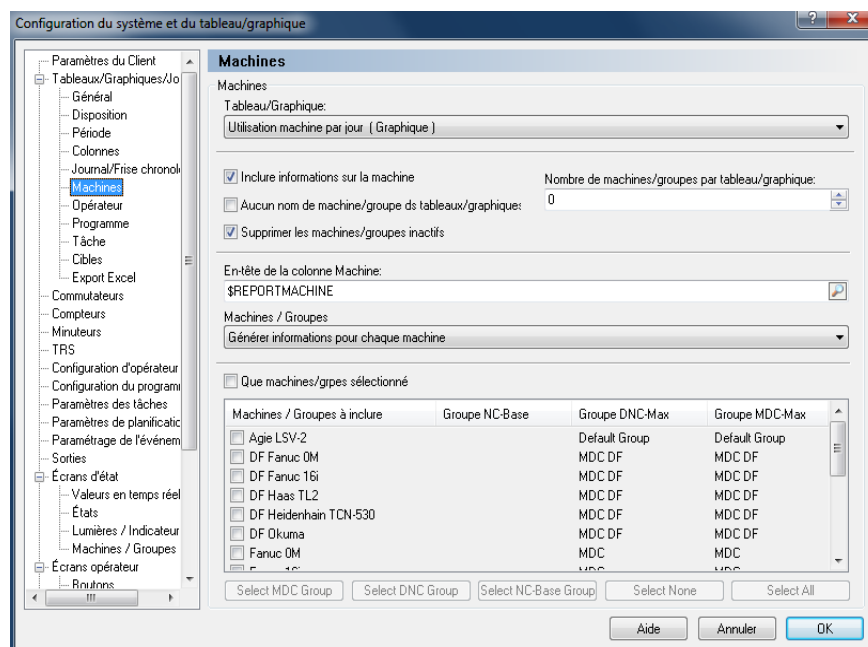 Configuration du système et du tableau/graphique
Paramètres du Client
Tableaux/Graphiques/Jo
Général
Disposition
Période
Colonnes
Journal/Frise chronol
Machines
Opérateur
Programme
Tâche
Cibles
Export Excel
Commutateurs
Compteurs
Minuteurs
TRS
Configuration d'opérateur
Configuration du program
Paramètres des tâches
Paramètres de planificatic
Paramétrage de l'événem
Sorties
Écrans d'état
Valeurs en temps réel
États
Lumières / Indicateur
Machines / Groupes
Écrans opérateur
Boutons
Machines
Machines
Tableau/Graphique:
Utilisation machine par jour ( Graphique )
Inclure informations sur la machine
Aucun nom de machine/groupe ds tableaux/graphiques
Supprimer les machines/groupes inactifs
Nombre de machines/groupes par tableau/graphique:
0
En-tête de la colonne Machine:
$REPORTMACHINE
Machines / Groupes
Générer informations pour chaque machine
Que machines/grpes sélectionné
Machines / Groupes à inclure Groupe NC-Base Groupe DNC-Max Groupe MDC-Max
Agie LSV-2 Default Group Default Group
DF Fanuc 0M MDC DF MDC DF
DF Fanuc 16i MDC DF MDC DF
DF Haas TL2 MDC DF MDC DF
DF Heidenhain TCN-530 MDC DF MDC DF
DF Okuma MDC DF MDC DF
Fanuc 0M MDC MDC
Select MDC Group Select DNC Group Select NC-Base Group Select None Select All
Aide Annuler OK